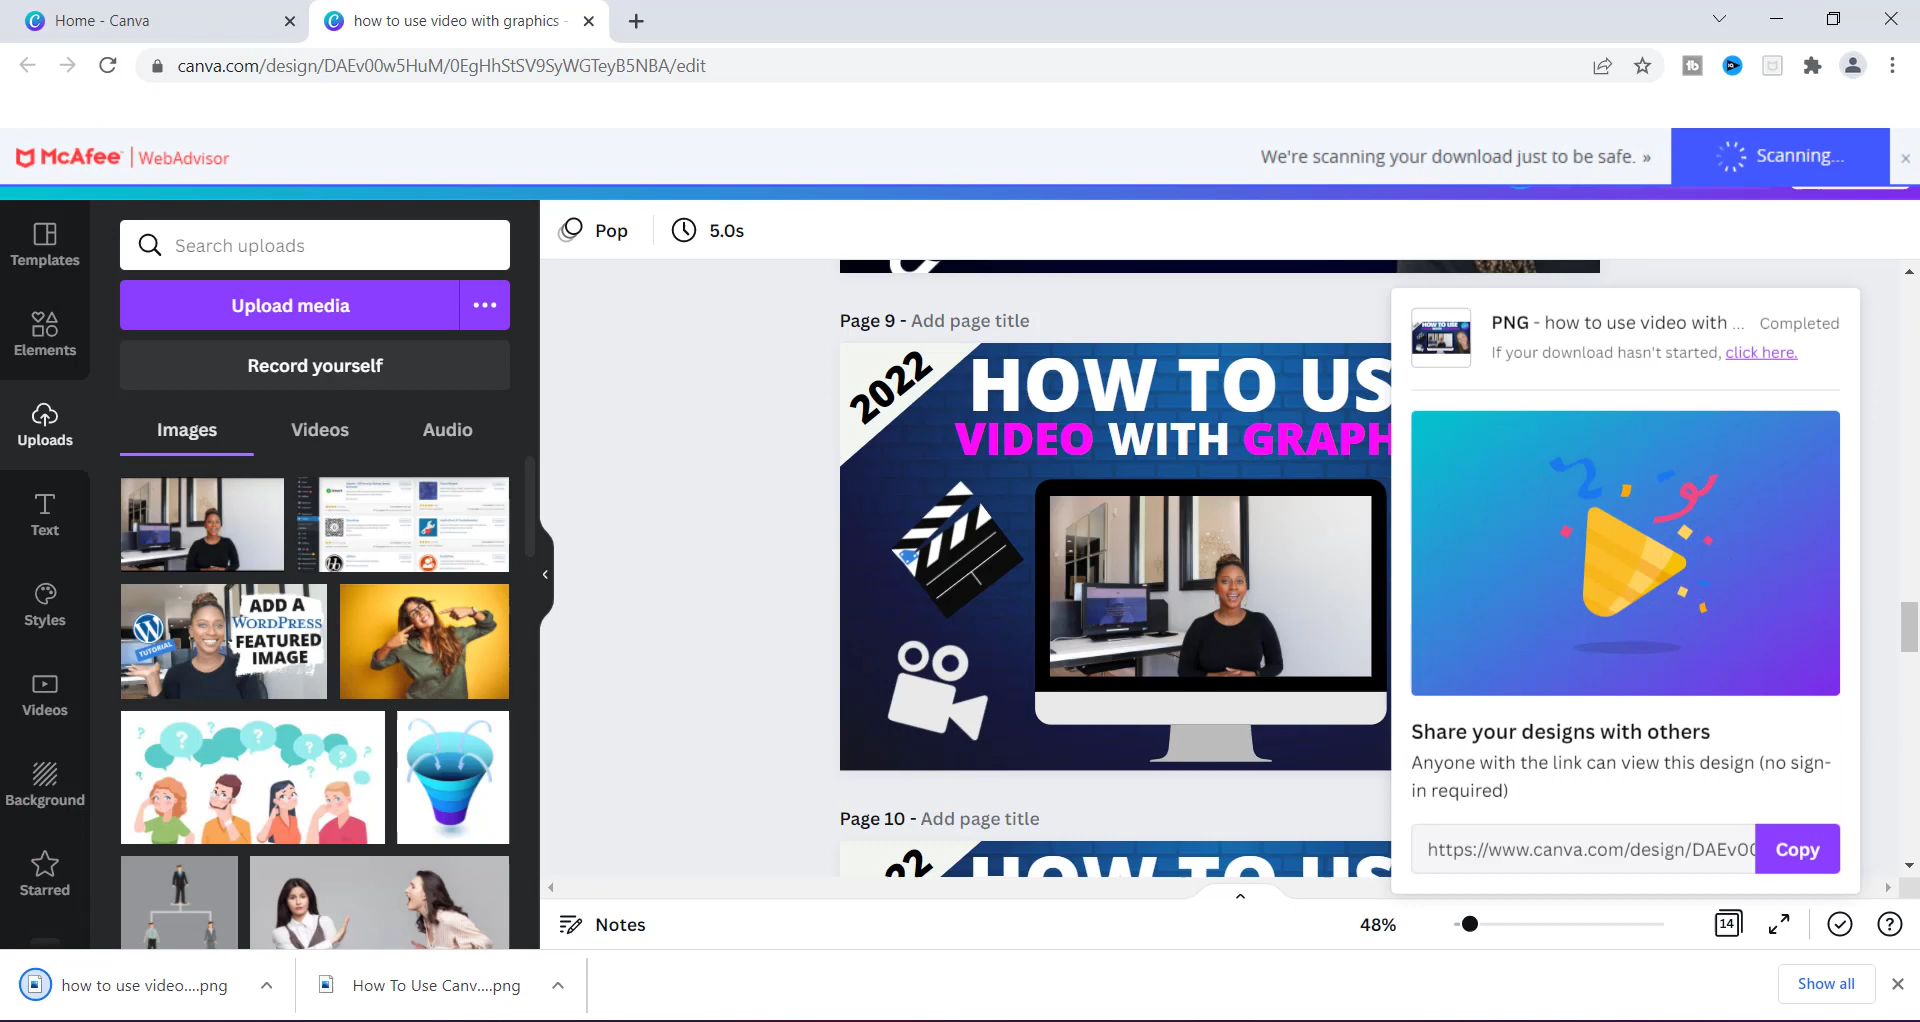 Home - Canva
how to use video with graphics -
canva.com/design/DAEv00w5HuM/0EgHhStSV9SyWGTeyB5NBA/edit
McAfee | WebAdvisor
We're scanning your download just to be safe. »
Scanning...
Templates
Elements
Uploads
Text
Styles
Videos
Background
Starred
Search uploads
Upload media
Record yourself
Images
Videos
Audio
ADD A
WORDPRESS
FEATURED
IMAGE
TUTORIAL
Pop
5.0s
Page 9 - Add page title
2022
HOW TO US
VIDEO WITH GRAPH
Page 10 - Add page title
22
HOW TO US
PNG - how to use video with ...
Completed
If your download hasn't started, click here.
Share your designs with others
Anyone with the link can view this design (no sign-
in required)
https://www.canva.com/design/DAEv0
Copy
Notes
48%
14
how to use video....png
How To Use Canv....png
Show all